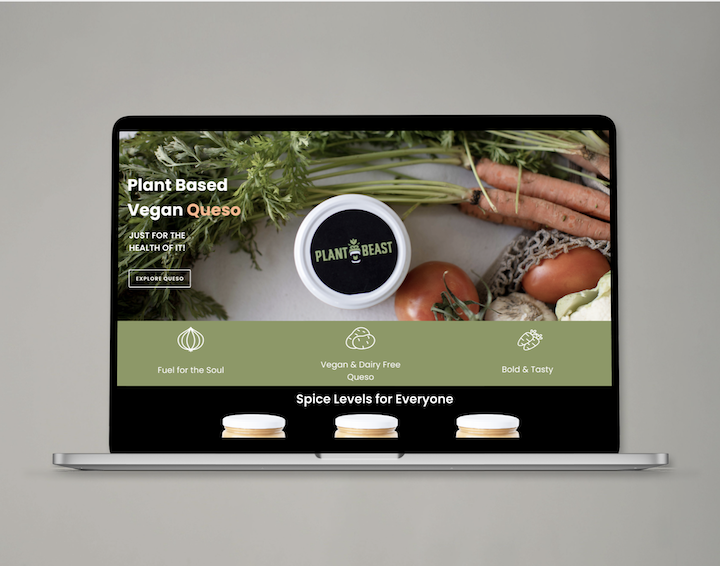 Plant Based
Vegan Queso
JUST FOR THE
HEALTH OF IT!
EXPLORE QUESO
PLANT BEAST
Fuel for the Soul
Vegan & Dairy Free
Queso
Bold & Tasty
Spice Levels for Everyone